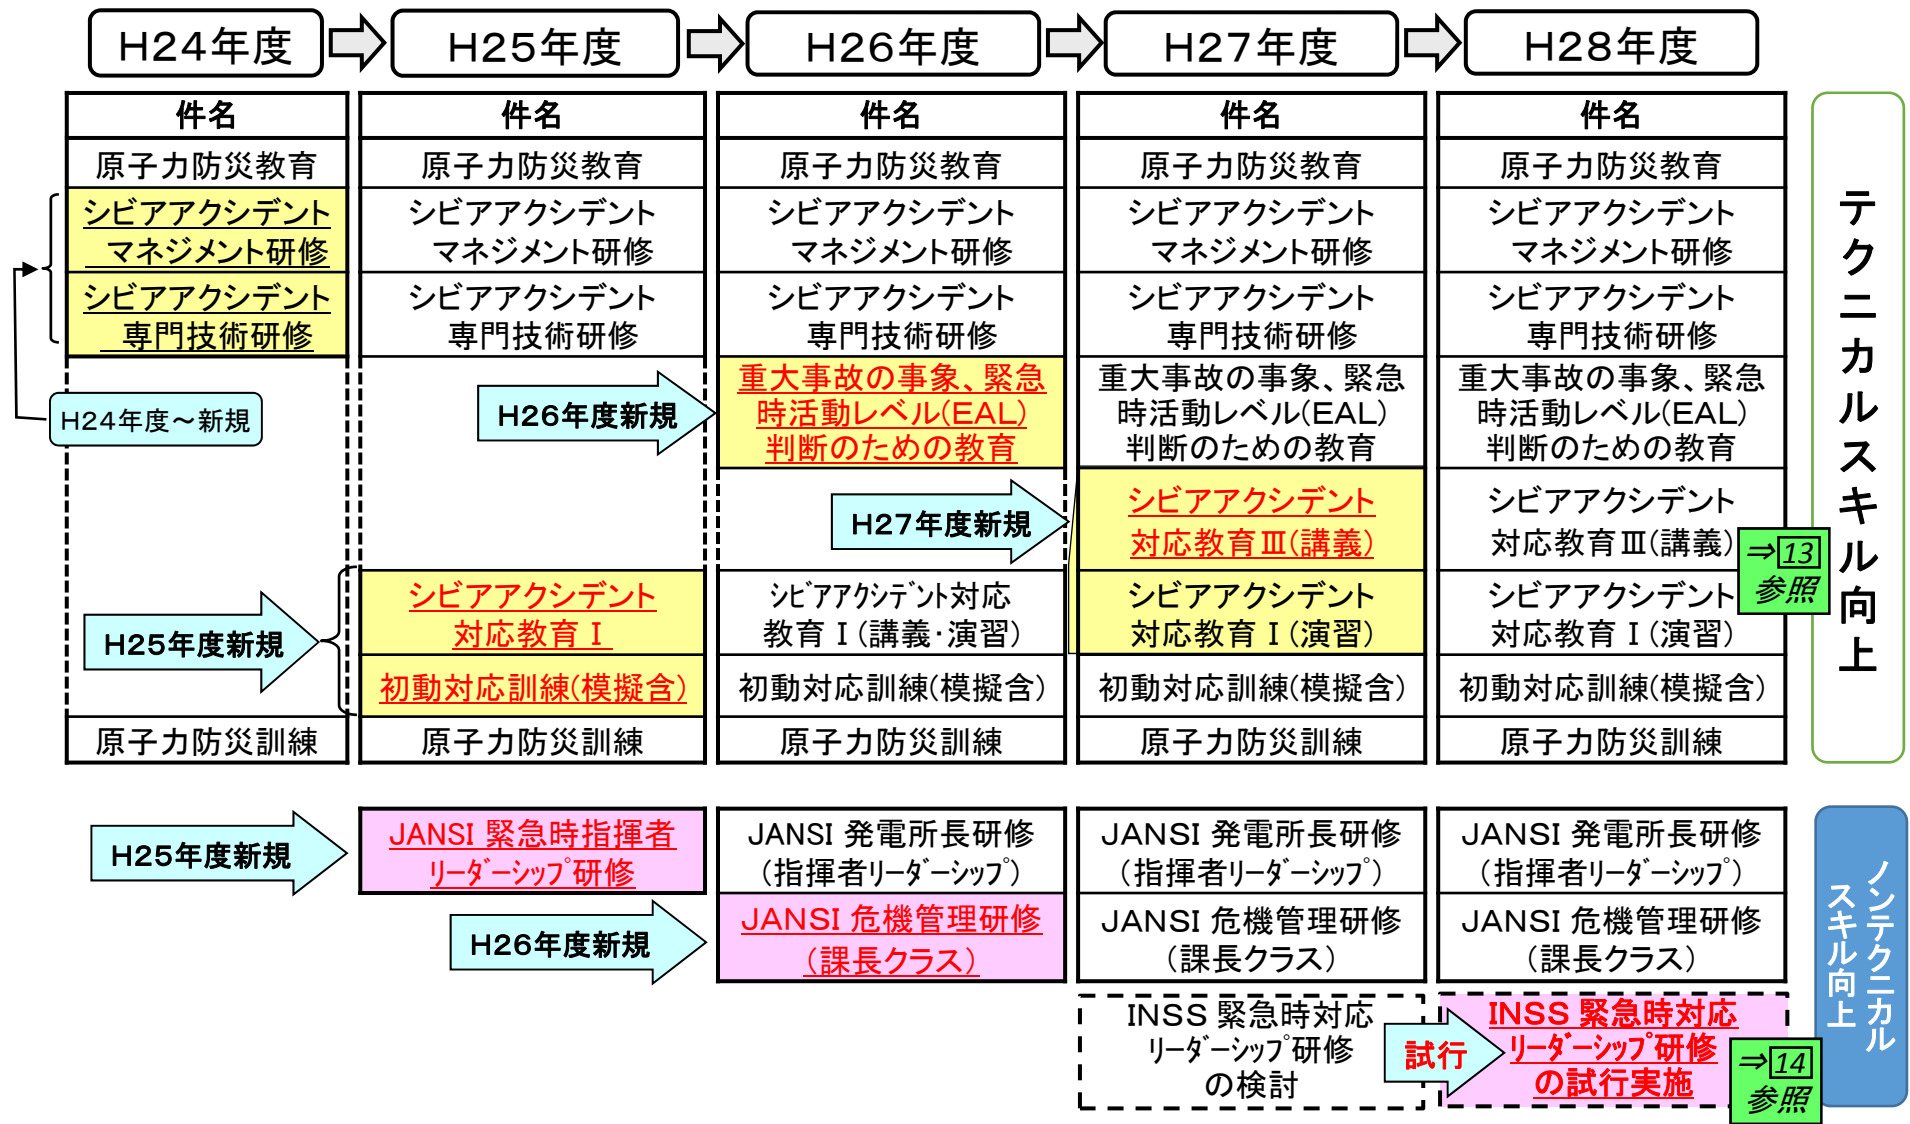 H24年度
H25年度
H26年度
H27年度
H28年度
件名
原子力防災教育
シビアアクシデント
マネジメント研修
シビアアクシデント
専門技術研修
H24年度～新規
原子力防災訓練
件名
原子力防災教育
シビアアクシデント
マネジメント研修
シビアアクシデント
専門技術研修
H25年度新規
シビアアクシデント
対応教育Ⅰ
初動対応訓練(模擬含)
原子力防災訓練
件名
原子力防災教育
シビアアクシデント
マネジメント研修
シビアアクシデント
専門技術研修
H26年度新規
重大事故の事象、緊急
時活動レベル(EAL)
判断のための教育
ｼﾋﾞｱｱｸｼﾃﾞﾝﾄ対応
教育Ⅰ(講義･演習)
初動対応訓練(模擬含)
原子力防災訓練
件名
原子力防災教育
シビアアクシデント
マネジメント研修
シビアアクシデント
専門技術研修
重大事故の事象、緊急
時活動レベル(EAL)
判断のための教育
H27年度新規
シビアアクシデント
対応教育Ⅲ(講義)
シビアアクシデント
対応教育Ⅰ(演習)
初動対応訓練(模擬含)
原子力防災訓練
件名
原子力防災教育
シビアアクシデント
マネジメント研修
シビアアクシデント
専門技術研修
重大事故の事象、緊急
時活動レベル(EAL)
判断のための教育
シビアアクシデント
対応教育Ⅲ(講義)
シビアアクシデント
対応教育Ⅰ(演習)
初動対応訓練(模擬含)
原子力防災訓練
⇒13
参照
テクニカルスキル向上
H25年度新規
JANSI 緊急時指揮者
ﾘｰﾀﾞｰｼｯﾌﾟ研修
JANSI 発電所長研修
(指揮者ﾘｰﾀﾞｰｼｯﾌﾟ)
JANSI 発電所長研修
(指揮者ﾘｰﾀﾞｰｼｯﾌﾟ)
JANSI 発電所長研修
(指揮者ﾘｰﾀﾞｰｼｯﾌﾟ)
H26年度新規
JANSI 危機管理研修
(課長クラス)
JANSI 危機管理研修
(課長クラス)
JANSI 危機管理研修
(課長クラス)
INSS 緊急時対応
ﾘｰﾀﾞｰｼｯﾌﾟ研修
の検討
試行
INSS 緊急時対応
ﾘｰﾀﾞｰｼｯﾌﾟ研修
の試行実施
⇒14
参照
ノンテクニカル
スキル向上